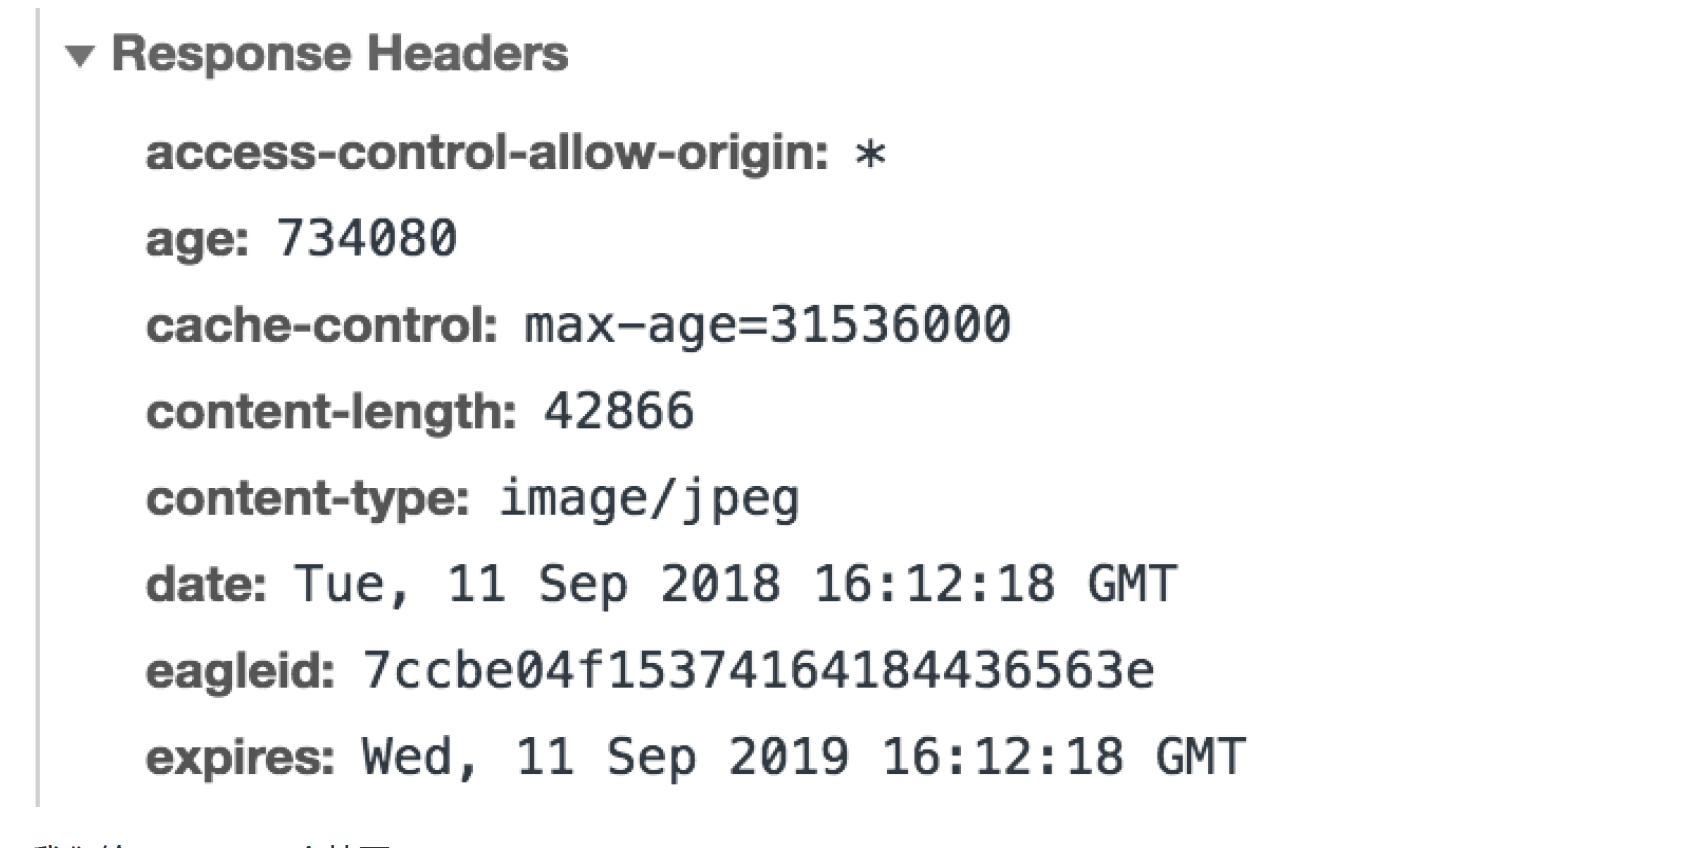 Response Headers
access-control-allow-origin: *
age: 734080
cache-control: max-age=31536000
content-length: 42866
content-type: image/jpeg
date: Tue, 11 Sep 2018 16:12:18 GMT
eagleid: 7ccbe04f15374164184436563e
expires: Wed, 11 Sep 2019 16:12:18 GMT